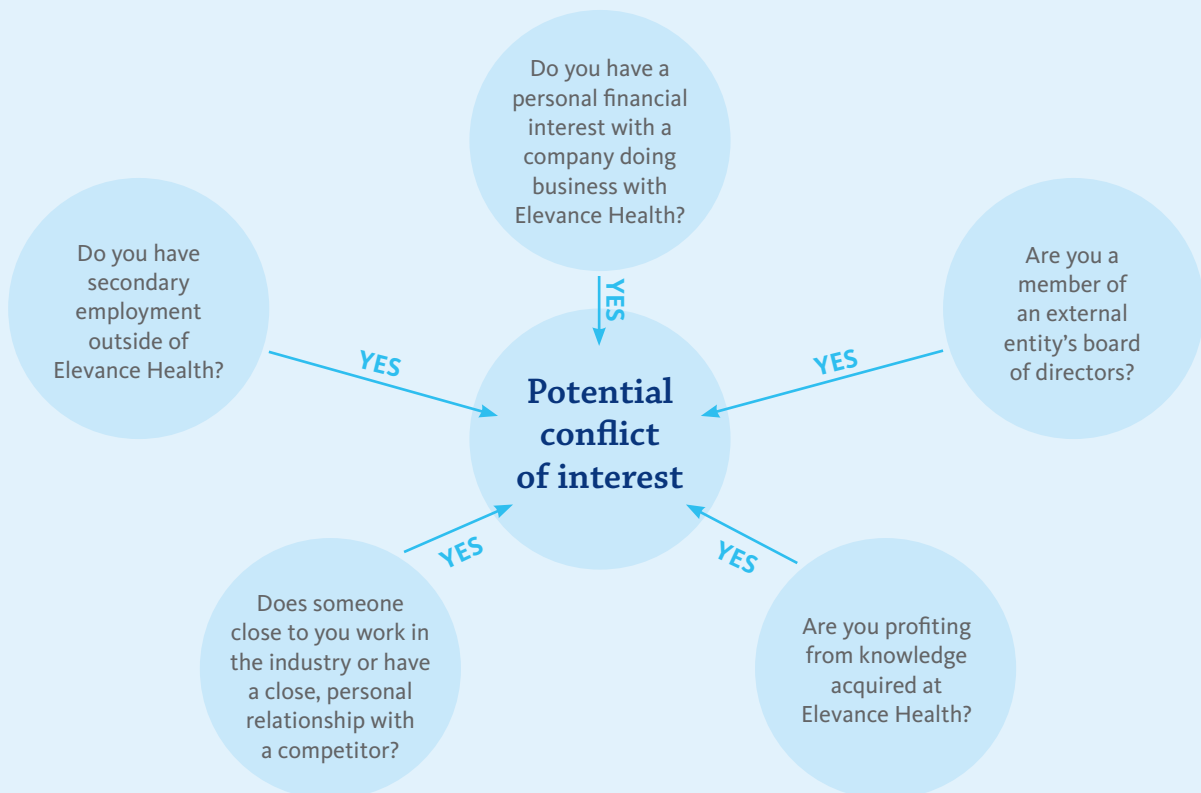 Do you have a
personal financial
interest with a
company doing
business with
Elevance Health?
YES
Do you have
secondary
employment
outside of
Elevance Health?
YES
Are you a
member of
an external
entity’s board
of directors?
YES
Potential
conflict
of interest
Does someone
close to you work in
the industry or have
a close, personal
relationship with
a competitor?
YES
Are you profiting
from knowledge
acquired at
Elevance Health?
YES